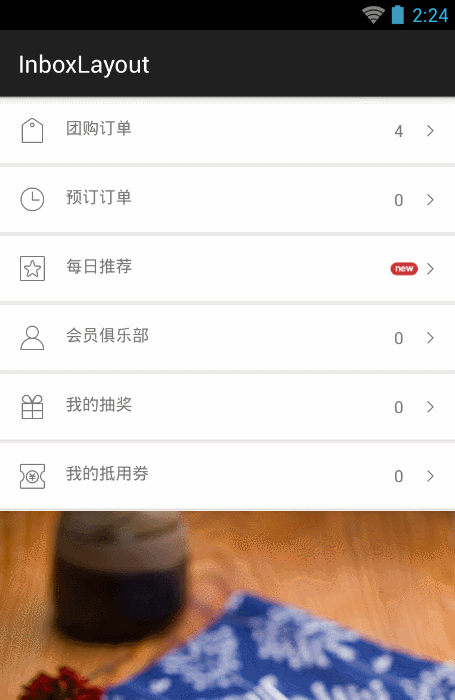 2:24
InboxLayout
团购订单 4
预订订单 0
每日推荐 new
会员俱乐部 0
我的抽奖 0
我的抵用券 0